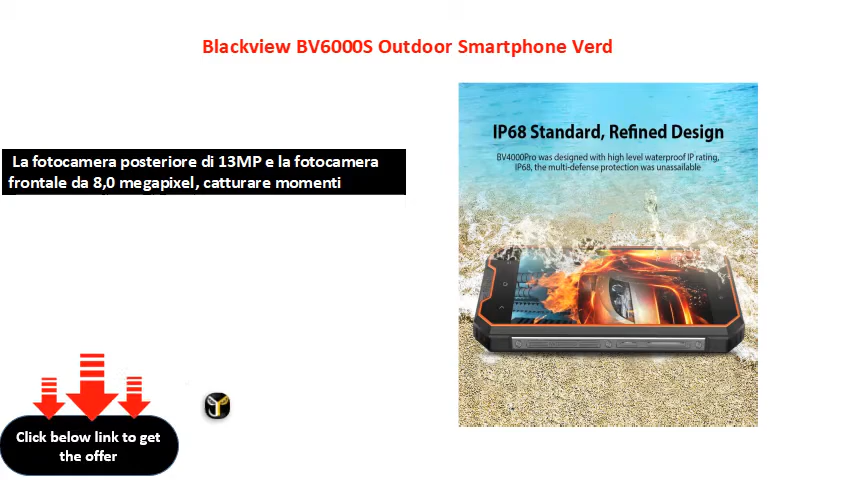 Blackview BV6000S Outdoor Smartphone Verd
IP68 Standard, Refined Design
BV4000Pro was designed with high level waterproof IP rating,
IP68, the multi-defense protection was unassailable
La fotocamera posteriore di 13MP e la fotocamera
frontale da 8,0 megapixel, catturare momenti
Click below link to get
the offer